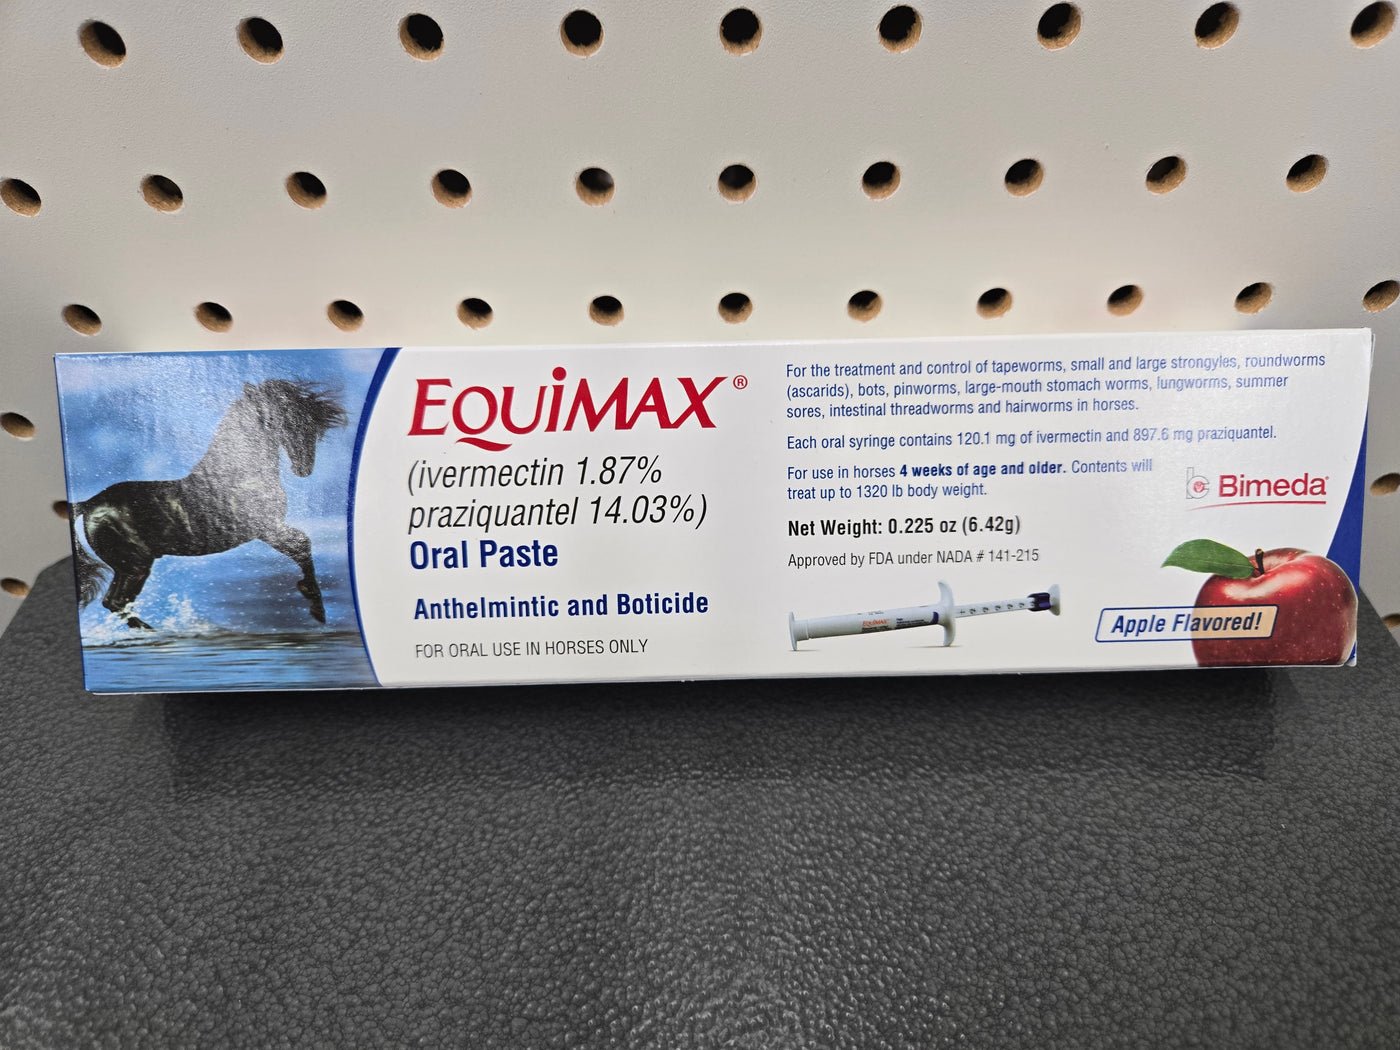 EQUIMAX®
(ivermectin 1.87%
praziquantel 14.03%)
Oral Paste
Anthelmintic and Boticide
FOR ORAL USE IN HORSES ONLY
For the treatment and control of tapeworms, small and large strongyles, roundworms
(ascarids), bots, pinworms, large-mouth stomach worms, lungworms, summer
sores, intestinal threadworms and hairworms in horses.
Each oral syringe contains 120.1 mg of ivermectin and 897.6 mg praziquantel.
For use in horses 4 weeks of age and older. Contents will
treat up to 1320 lb body weight.
Bimeda®
Net Weight: 0.225 oz (6.42g)
Approved by FDA under NADA # 141-215
EQUIMAX
Apple Flavored!